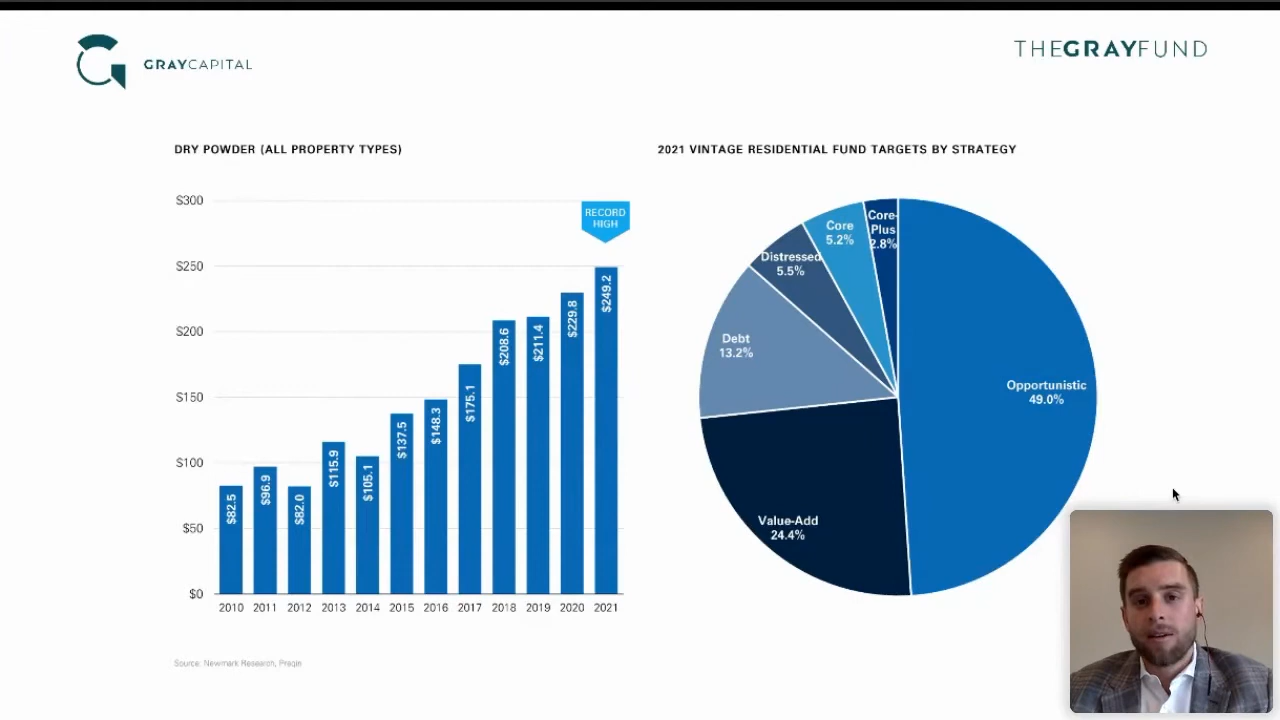 GRAYCAPITAL
THEGRAYFUND
DRY POWDER (ALL PROPERTY TYPES)
$300
$250
$200
$150
$100
$50
$0
RECORD
HIGH
$82.5
$96.9
$82.0
$115.9
$105.1
$137.5
$148.3
$175.1
$208.6
$211.4
$229.8
$249.2
2010 2011 2012 2013 2014 2015 2016 2017 2018 2019 2020 2021
Source: Newmark Research, Preqin
2021 VINTAGE RESIDENTIAL FUND TARGETS BY STRATEGY
Core-
Plus
2.8%
Core
5.2%
Distressed
5.5%
Debt
13.2%
Value-Add
24.4%
Opportunistic
49.0%